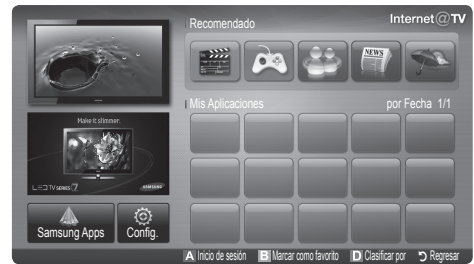 Internet@TV
Recomendado
NEWS
Mis Aplicaciones
por Fecha 1/1
Make it slimmer.
LED TV SERIES 7
SAMSUNG
Samsung Apps
Config.
A Inicio de sesión B Marcar como favorito D Clasificar por Regresar